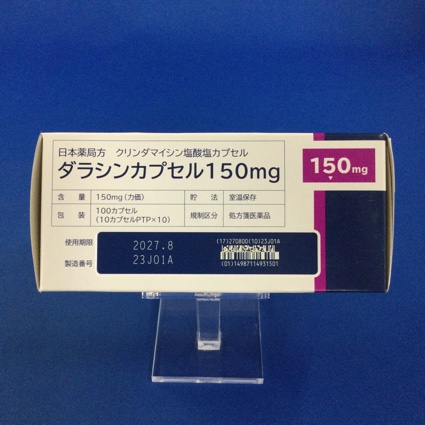 日本薬局方 クリンダマイシン塩酸塩カプセル
ダラシンカプセル150mg
150mg
含量 150mg(力価) 貯法 室温保存
包装 100カプセル (10カプセルPTP×10) 規制区分 処方箋医薬品
使用期限 2027.8
製造番号 23J01A
(17)270800(10)23J01A
(01)14987114931501